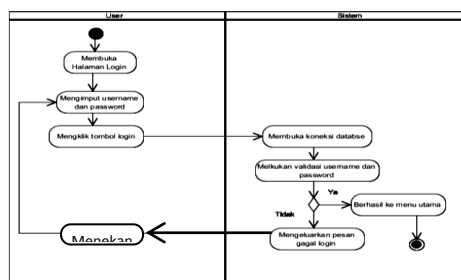 User
Sistem
Membuka
Halaman Login
Mengimput username
dan password
Mengklik tombol login
Membuka koneksi databse
Melkukan validasi username dan
password
Ya
Berhasil ke menu utama
Tidak
Mengeluarkan pesan
gagal login
Menekan